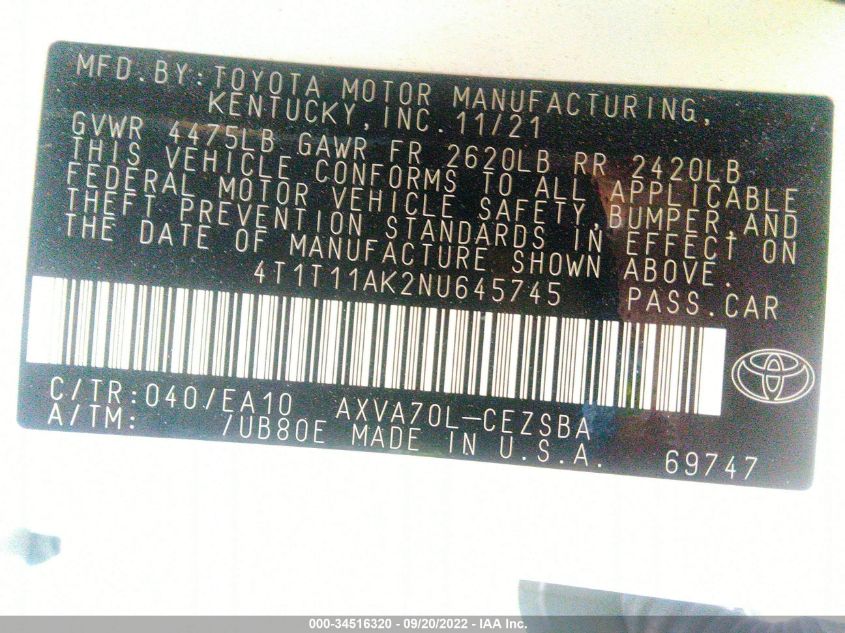 MFD.BY:TOYOTA MOTOR MANUFACTURING,
KENTUCKY,INC.11/21
GVWR 4475LB GAWR FR 2620LB RR 2420LB
THIS VEHICLE CONFORMS TO ALL APPLICABLE
FEDERAL MOTOR VEHICLE SAFETY,BUMPER,AND
THEFT PREVENTION STANDARDS IN EFFECT ON
THE DATE OF MANUFACTURE SHOWN ABOVE.
4T1T11AK2NU645745 PASS.CAR
C/TR:040/EA10 AXVA70L-CEZSBA
A/TM: /UB80E MADE IN U.S.A. 69747
000-34516320 - 09/20/2022 - IAA Inc.